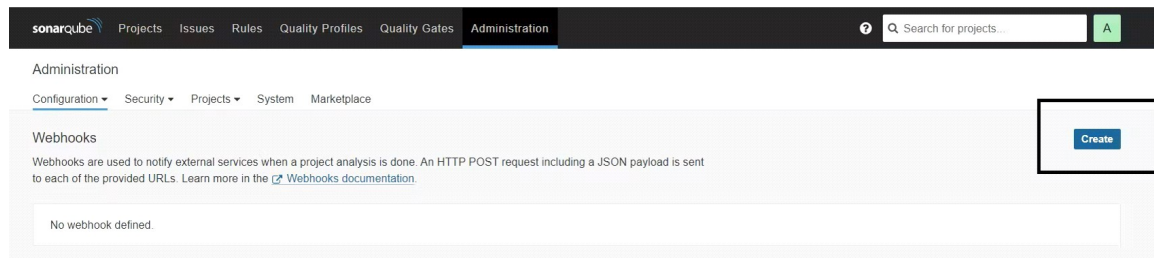 sonarqube Projects Issues Rules Quality Profiles Quality Gates Administration ? Search for projects... A
Administration
Configuration Security Projects System Marketplace
Webhooks
Create
Webhooks are used to notify external services when a project analysis is done. An HTTP POST request including a JSON payload is sent
to each of the provided URLs. Learn more in the Webhooks documentation.
No webhook defined.